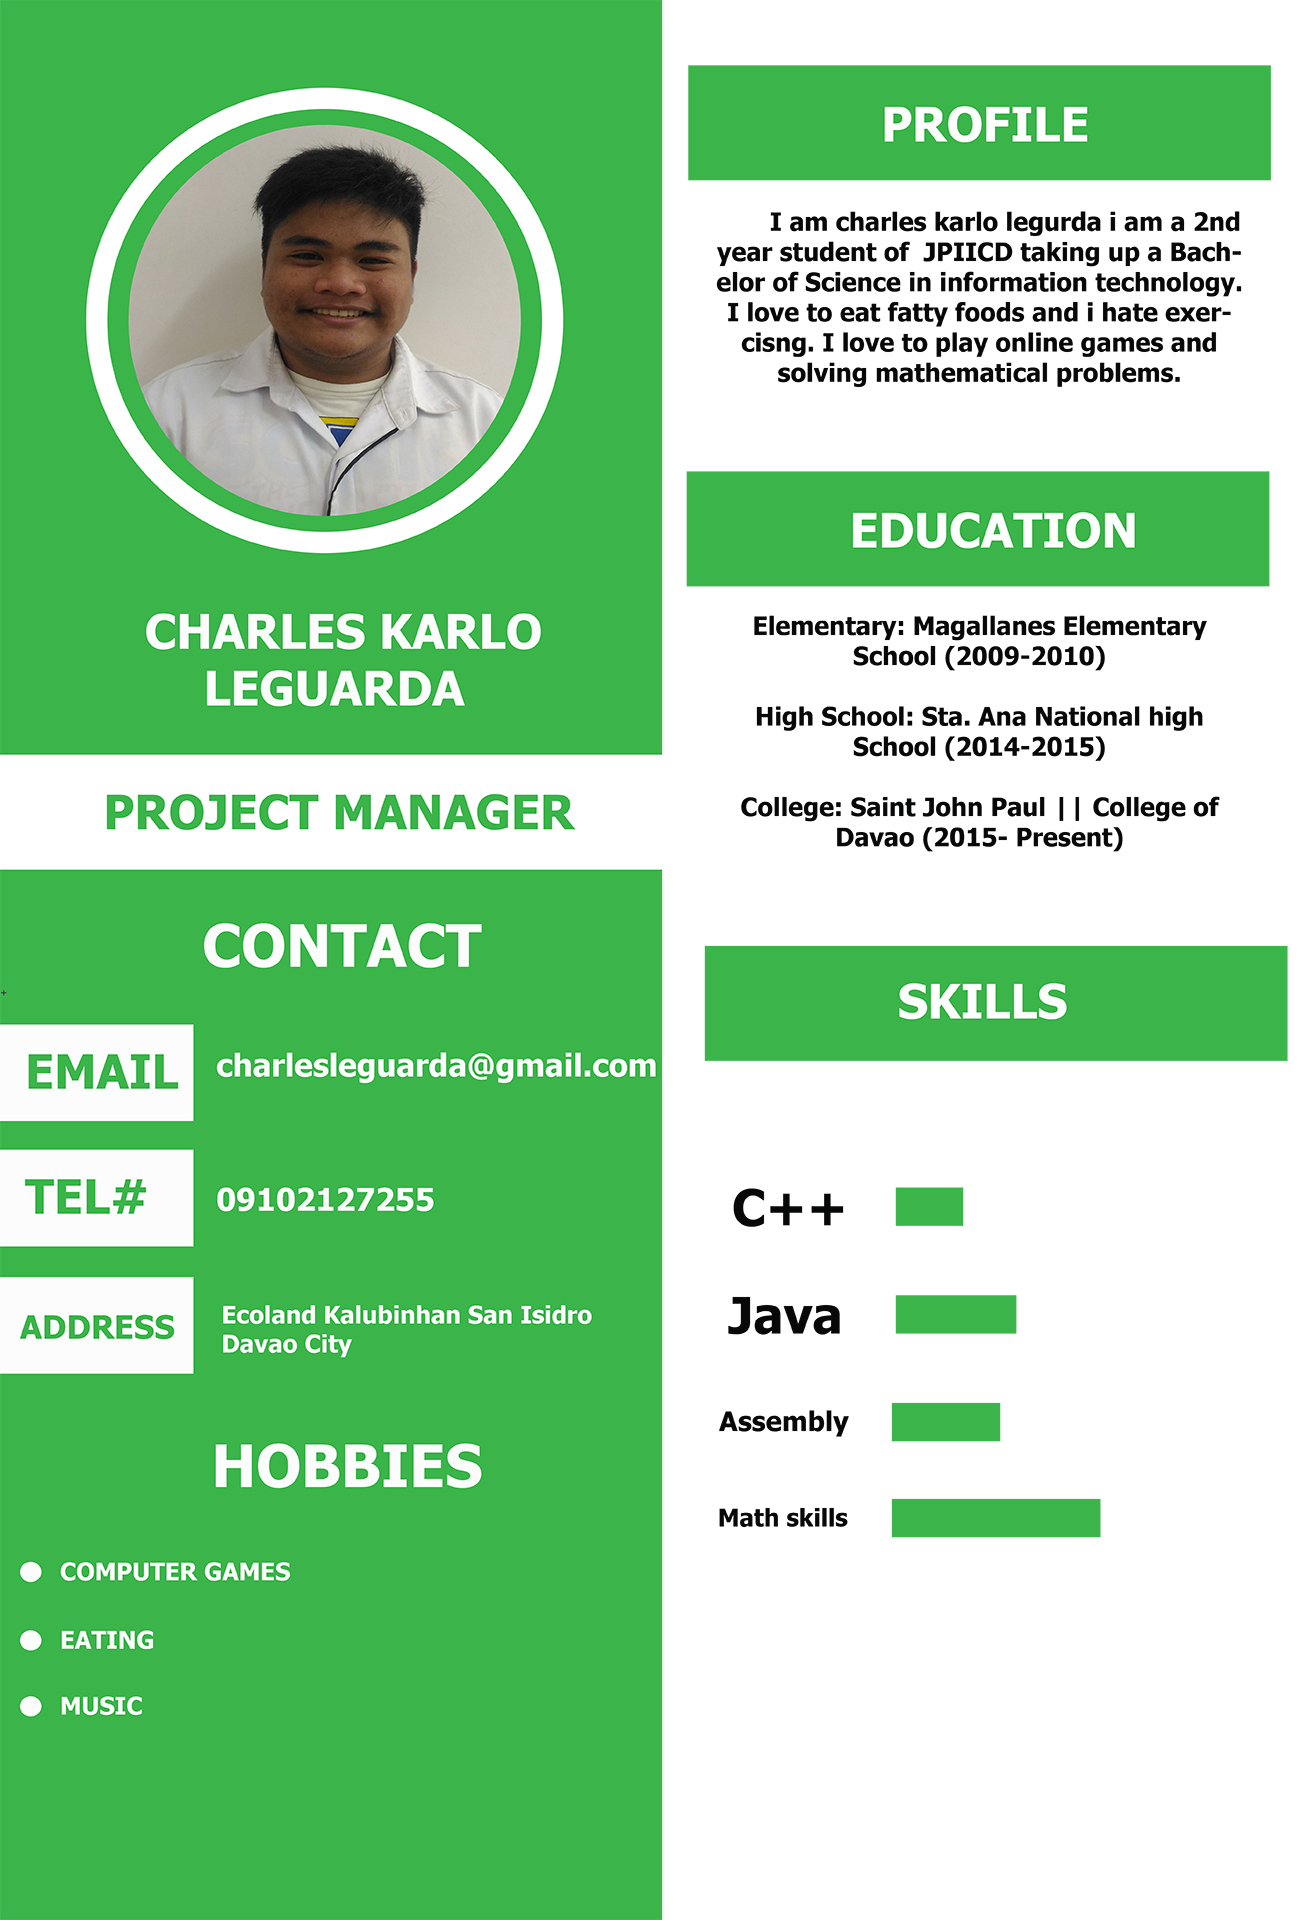 CHARLES KARLO
LEGUARDA
PROJECT MANAGER
CONTACT
EMAIL
charlesleguarda@gmail.com
TEL#
09102127255
ADDRESS
Ecoland Kalubinhan San Isidro
Davao City
HOBBIES
COMPUTER GAMES
EATING
MUSIC
PROFILE
I am charles karlo legurda i am a 2nd
year student of  JPIICD taking up a Bach-
elor of Science in information technology.
I love to eat fatty foods and i hate exer-
cisng. I love to play online games and
solving mathematical problems.
EDUCATION
Elementary: Magallanes Elementary
School (2009-2010)
High School: Sta. Ana National high
School (2014-2015)
College: Saint John Paul || College of
Davao (2015- Present)
SKILLS
C++
Java
Assembly
Math skills